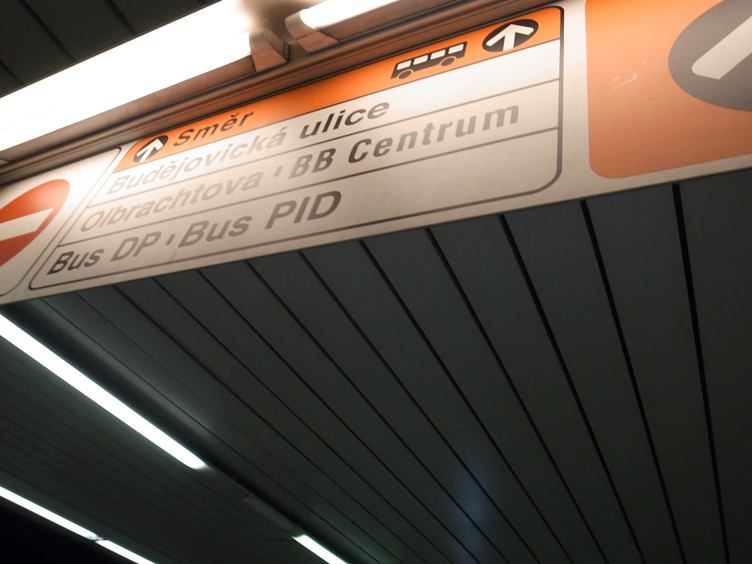 Směr
Budějovická ulice
Olbrachtova · BB Centrum
Bus DP · Bus PID